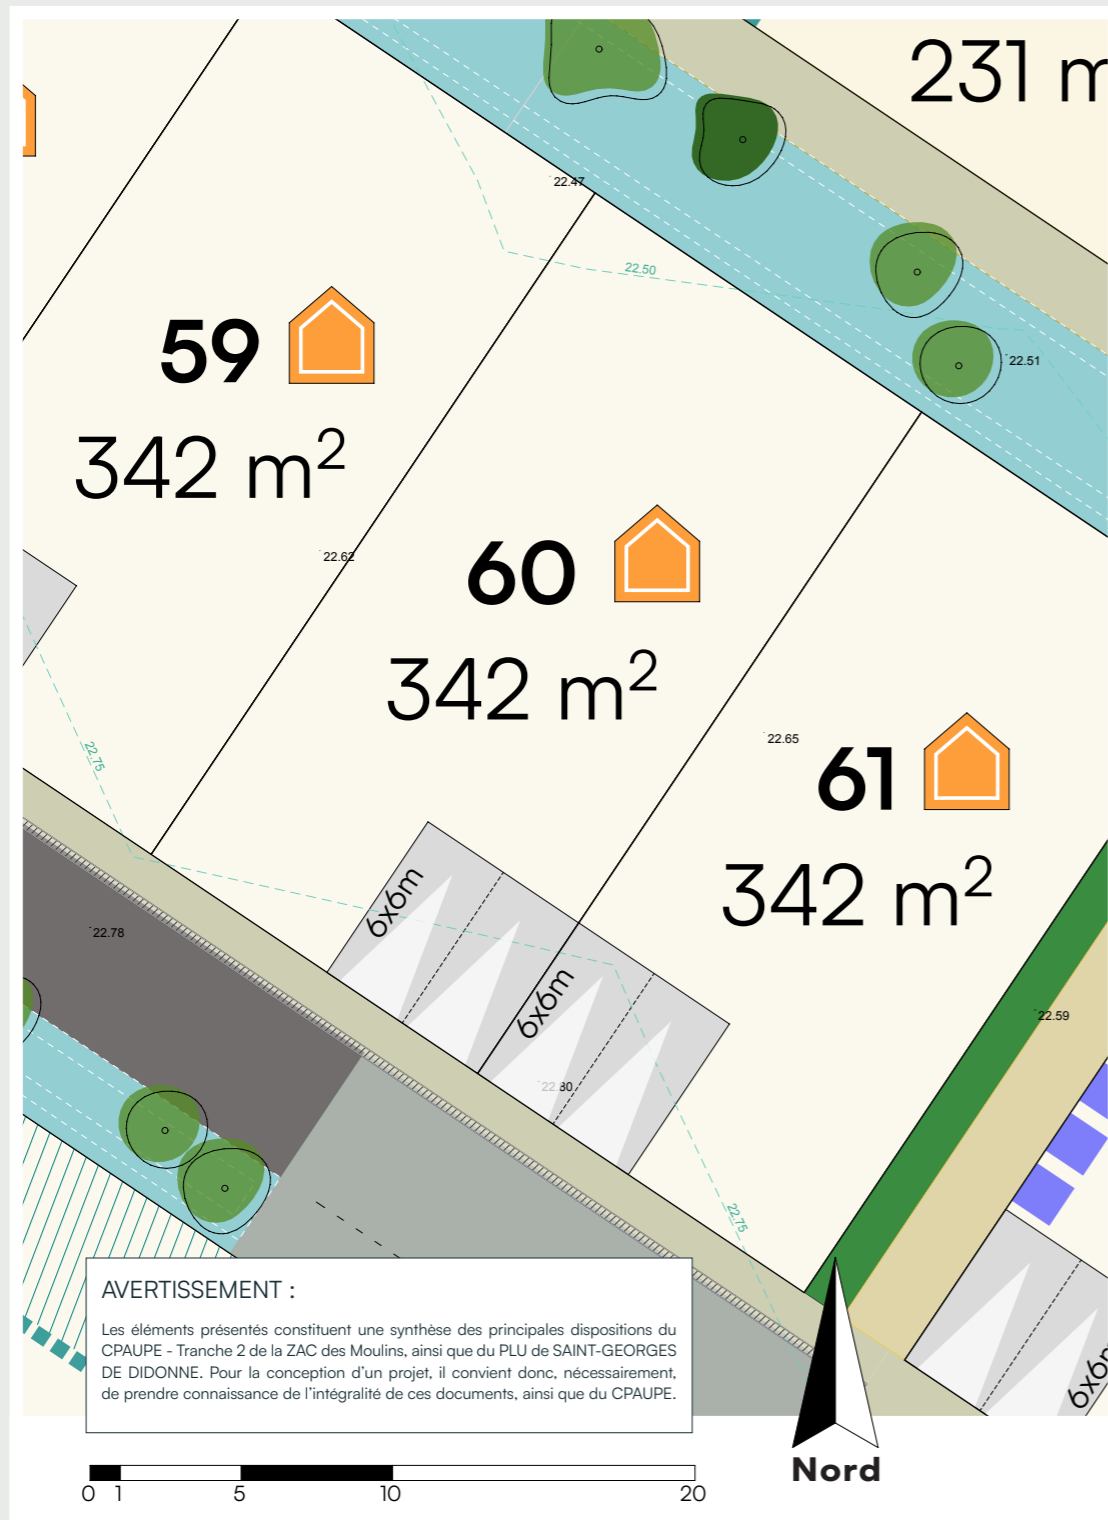 231 m
22.47
22.50
59
22.51
342 m²
22.62
60
342 m²
22.65
61
22.75
342 m²
6x6m
22.78
6x6m
22.59
22.80
22.75
AVERTISSEMENT :
Les éléments présentés constituent une synthèse des principales dispositions du
CPAUPE - Tranche 2 de la ZAC des Moulins, ainsi que du PLU de SAINT-GEORGES
DE DIDONNE. Pour la conception d'un projet, il convient donc, nécessairement,
de prendre connaissance de l'intégralité de ces documents, ainsi que du CPAUPE.
6x6m
Nord
0 1 5 10 20